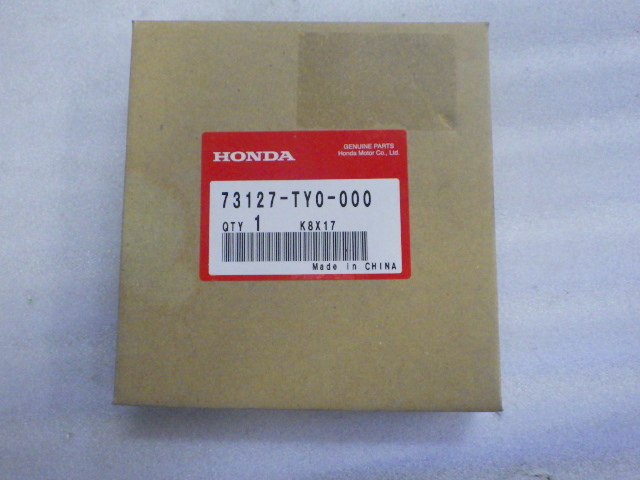 HONDA
GENUINE PARTS
Honda Motor Co., Ltd.
73127-TY0-000
QTY 1 K8X17
Made in CHINA